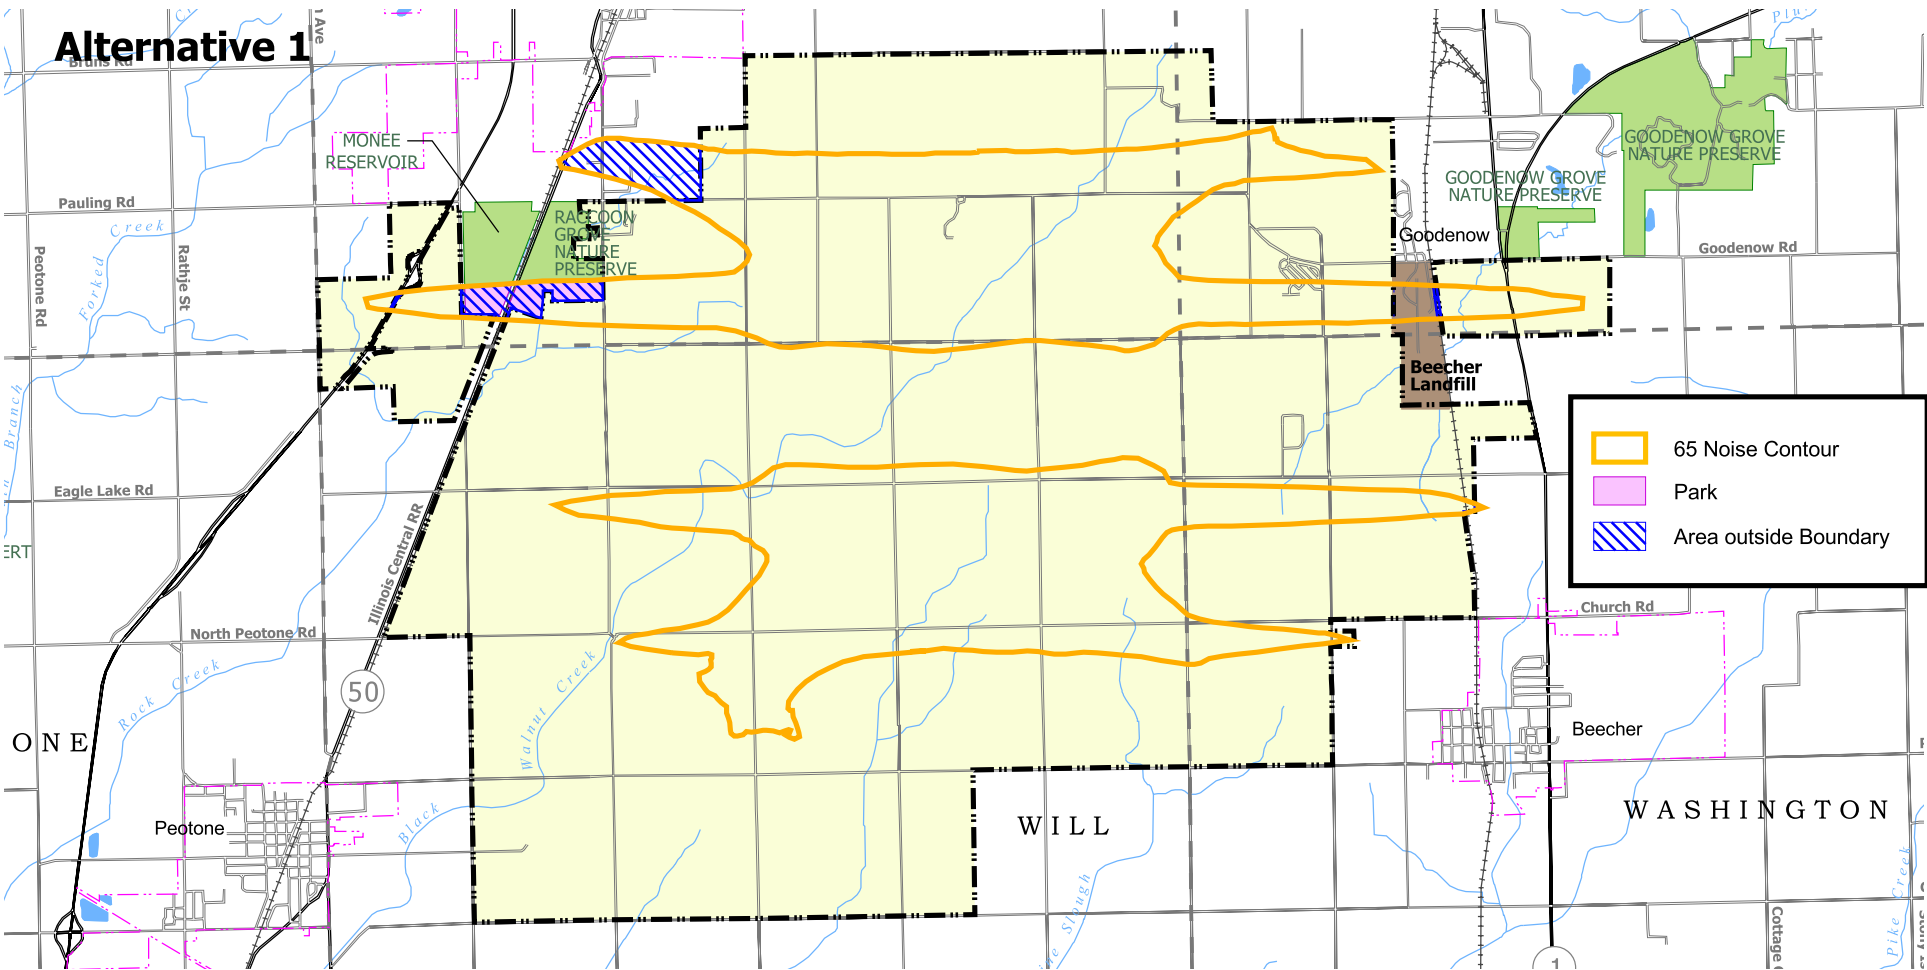 Alternative 1
n Ave
Bruns Rd
Cr
Plu
MONEE
RESERVOIR
GOODENOW GROVE
NATURE PRESERVE
GOODENOW GROVE
NATURE PRESERVE
Pauling Rd
RACCOON
GROVE
NATURE
PRESERVE
Creek
Forked
Peotone Rd
Rathje St
Goodenow
Goodenow Rd
Beecher
Landfill
Branch
65 Noise Contour
Park
Area outside Boundary
Eagle Lake Rd
Illinois Central RR
ERT
North Peotone Rd
Church Rd
Rock Creek
50
Walnut Creek
ONE
Beecher
Black
Peotone
WILL
WASHINGTON
Slough
Pike Creek
Cottage
1